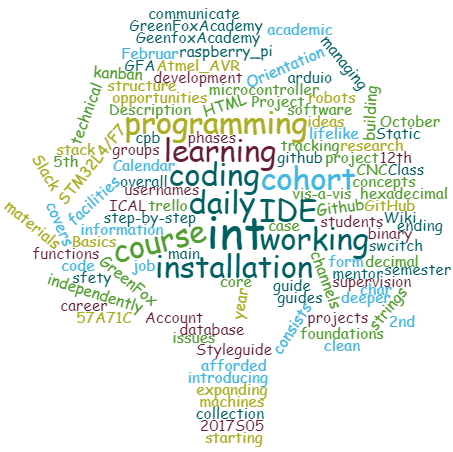 communicate
GreenFoxAcademy
GeenfoxAcademy
academic
Februar
raspberry_pi
Orientation
managing
GFA
Atmel_AVR
kanban
development
arduio
technical
structure
microcontroller
building
opportunities
HTML
Project
robots
Description
software
October
STM32L4/F7
programming
ideas
lifelike
Static
stack
cpb
phases
tracking
research
5th
groups
learning
github
project
12th
Slack
Calendar
coding
cohort
CNC
Class
facilities
usernames
concepts
vis-a-vis
hexadecimal
materials
covers
ICAL
trello
daily
IDE
Github
GitHub
step-by-step
students
Wiki
information
course
int
working
case
binary
ending
Basics
main
swcitch
functions
installation
channels
form
decimal
code
job
mentor
semester
sfety
GreenFox
core
guide
char
supervision
independently
year
guides
deeper
strings
career
57A71C
Account
consists
projects
2nd
database
foundations
issues
clean
Styleguide
afforded
introducing
expanding
machines
collection
2017S05
starting
overall